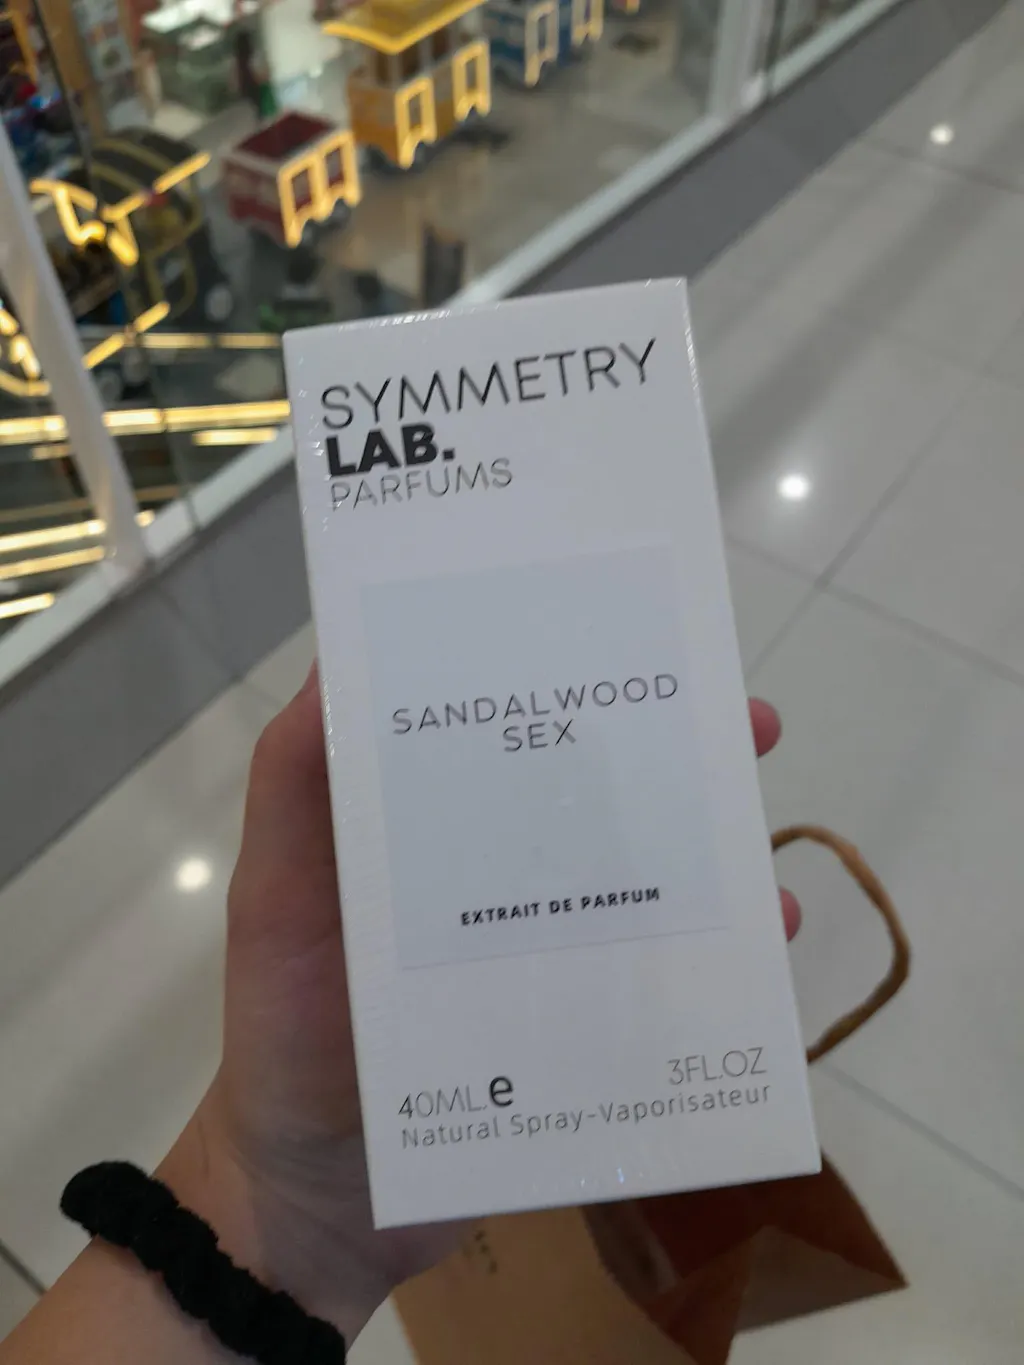 SYMMETRY
LAB.
PARFUMS
SANDALWOOD
SEX
EXTRAIT DE PARFUM
40ML.e 3FL.OZ
Natural Spray-Vaporisateur